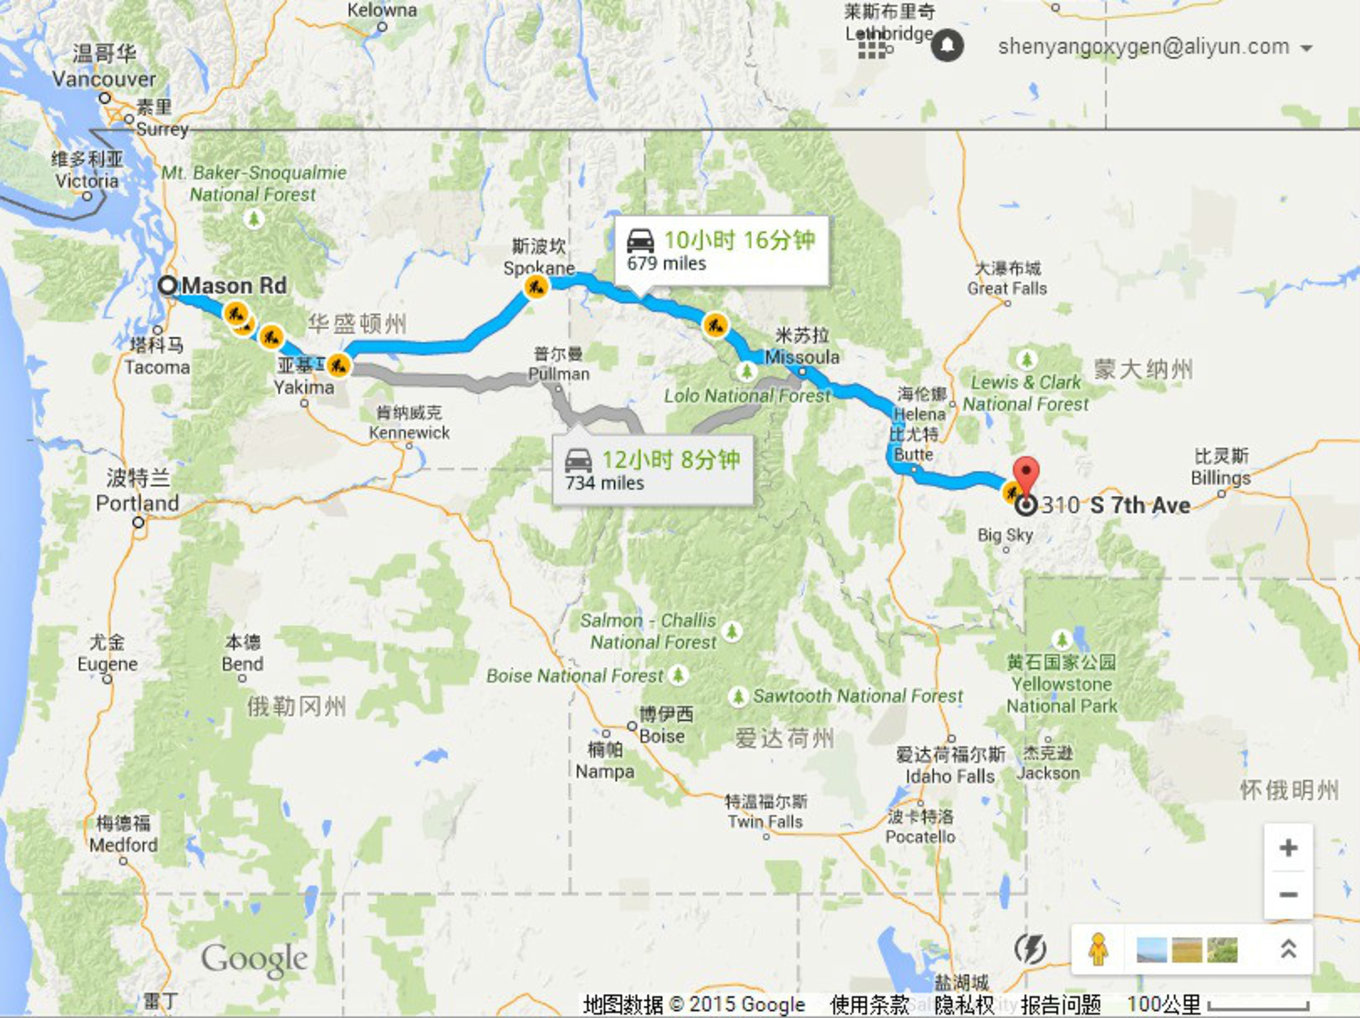 Kelowna
莱斯布里奇
Lethbridge
shenyangoxygen@aliyun.com
温哥华
Vancouver
素里
Surrey
维多利亚
Victoria
Mt. Baker-Snoqualmie
National Forest
斯波坎
Spokane
10小时 16分钟
679 miles
大瀑布城
Great Falls
Mason Rd
华盛顿州
塔科马
Tacoma
亚基马
Yakima
普尔曼
Pullman
米苏拉
Missoula
Lolo National Forest
海伦娜
Helena
Lewis & Clark
National Forest
蒙大纳州
肯纳威克
Kennewick
比尤特
Butte
12小时 8分钟
734 miles
比灵斯
Billings
波特兰
Portland
310 S 7th Ave
Big Sky
Salmon - Challis
National Forest
尤金
Eugene
本德
Bend
Boise National Forest
Sawtooth National Forest
黄石国家公园
Yellowstone
National Park
俄勒冈州
博伊西
Boise
爱达荷州
楠帕
Nampa
爱达荷福尔斯
Idaho Falls
杰克逊
Jackson
怀俄明州
特温福尔斯
Twin Falls
波卡特洛
Pocatello
梅德福
Medford
Google
盐湖城
Salt Lake City
雷丁
地图数据 © 2015 Google 使用条款 隐私权 报告问题 100公里